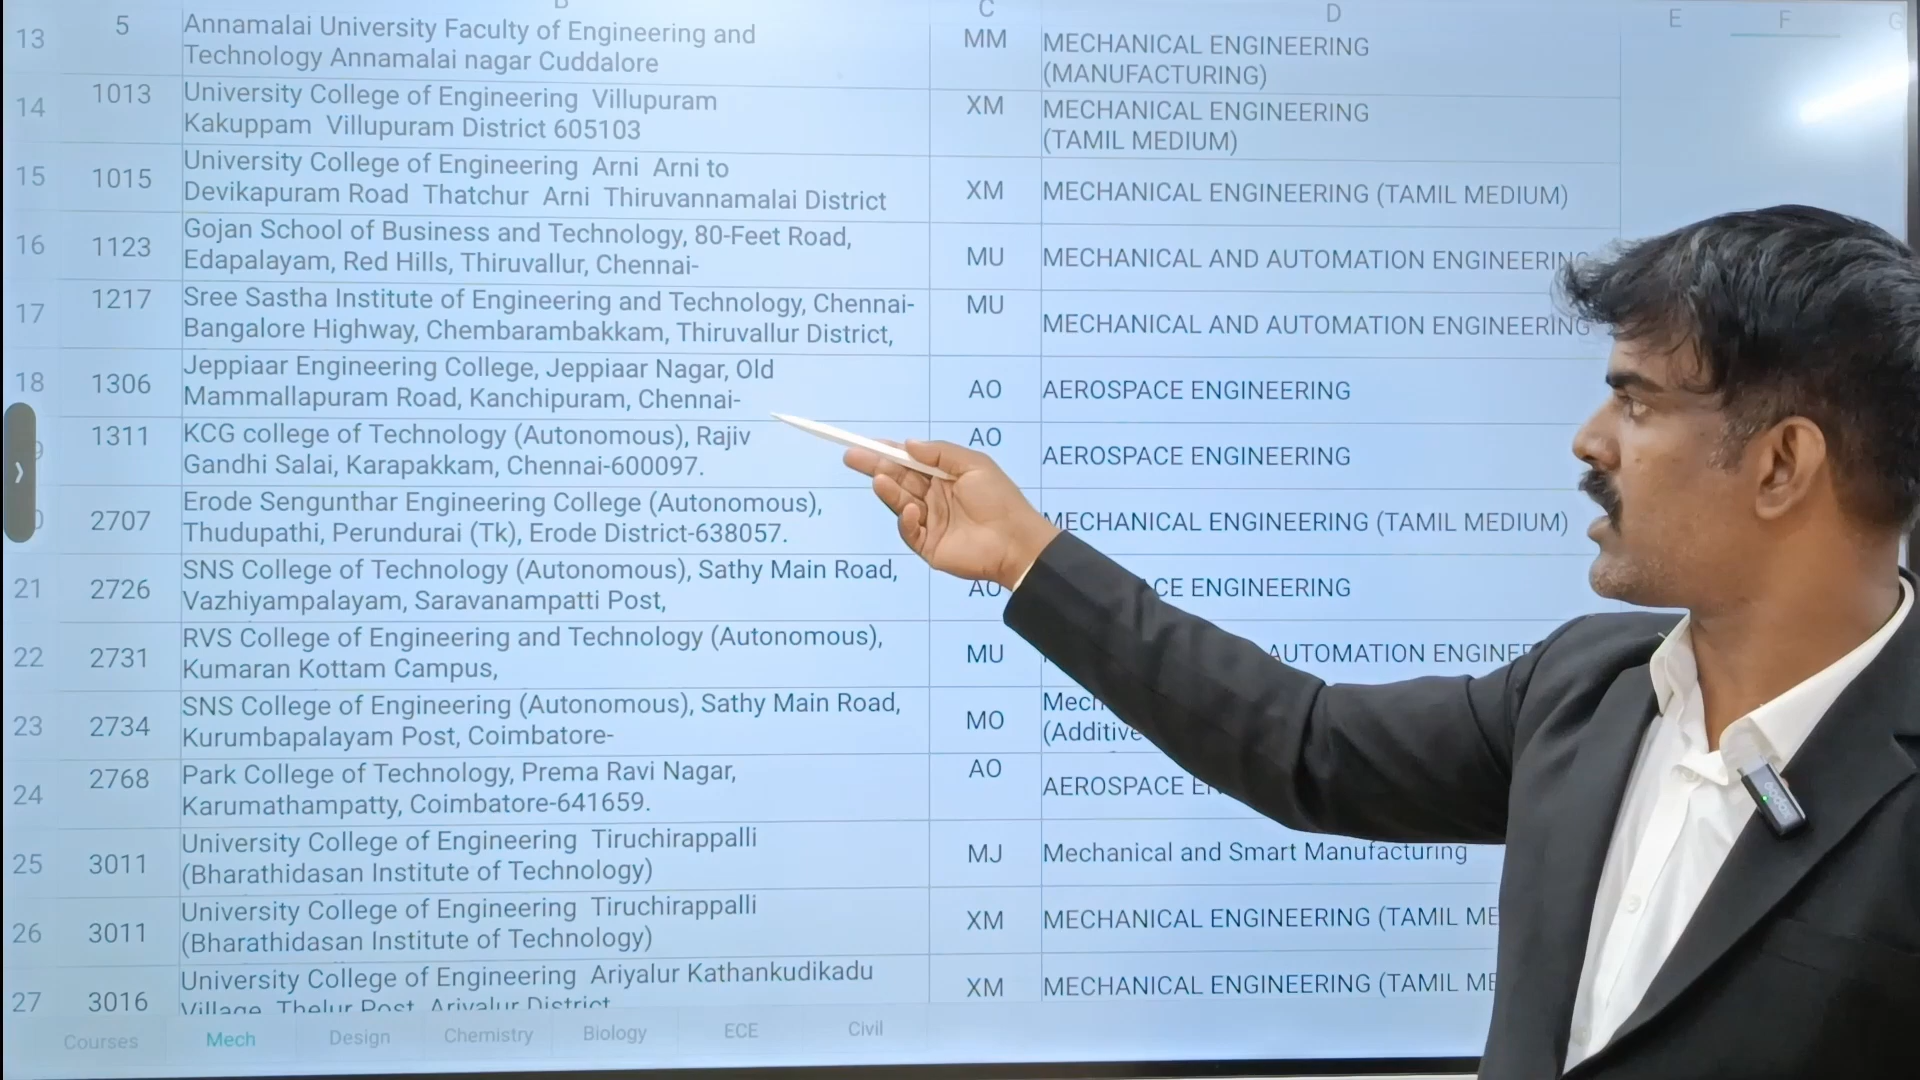 C
D
E
F
G
13
5
Annamalai University Faculty of Engineering and
Technology Annamalai nagar Cuddalore
MM
MECHANICAL ENGINEERING
(MANUFACTURING)
14
1013
University College of Engineering Villupuram
Kakuppam Villupuram District 605103
XM
MECHANICAL ENGINEERING
(TAMIL MEDIUM)
15
1015
University College of Engineering Arni Arni to
Devikapuram Road Thatchur Arni Thiruvannamalai District
XM
MECHANICAL ENGINEERING (TAMIL MEDIUM)
16
1123
Gojan School of Business and Technology, 80-Feet Road,
Edapalayam, Red Hills, Thiruvallur, Chennai-
MU
MECHANICAL AND AUTOMATION ENGINEERING
17
1217
Sree Sastha Institute of Engineering and Technology, Chennai-
Bangalore Highway, Chembarambakkam, Thiruvallur District,
MU
MECHANICAL AND AUTOMATION ENGINEERING
18
1306
Jeppiaar Engineering College, Jeppiaar Nagar, Old
Mammallapuram Road, Kanchipuram, Chennai-
AO
AEROSPACE ENGINEERING
1311
KCG college of Technology (Autonomous), Rajiv
Gandhi Salai, Karapakkam, Chennai-600097.
AO
AEROSPACE ENGINEERING
2707
Erode Sengunthar Engineering College (Autonomous),
Thudupathi, Perundurai (Tk), Erode District-638057.
MECHANICAL ENGINEERING (TAMIL MEDIUM)
21
2726
SNS College of Technology (Autonomous), Sathy Main Road,
Vazhiyampalayam, Saravanampatti Post,
AO
CE ENGINEERING
22
2731
RVS College of Engineering and Technology (Autonomous),
Kumaran Kottam Campus,
MU
AUTOMATION ENGINEE
23
2734
SNS College of Engineering (Autonomous), Sathy Main Road,
Kurumbapalayam Post, Coimbatore-
MO
Mech
(Additive
24
2768
Park College of Technology, Prema Ravi Nagar,
Karumathampatty, Coimbatore-641659.
AO
AEROSPACE EN
25
3011
University College of Engineering Tiruchirappalli
(Bharathidasan Institute of Technology)
MJ
Mechanical and Smart Manufacturing
26
3011
University College of Engineering Tiruchirappalli
(Bharathidasan Institute of Technology)
XM
MECHANICAL ENGINEERING (TAMIL ME
27
3016
University College of Engineering Ariyalur Kathankudikadu
Village Thelur Post Ariyalur District
XM
MECHANICAL ENGINEERING (TAMIL ME
Courses
Mech
Design
Chemistry
Biology
ECE
Civil